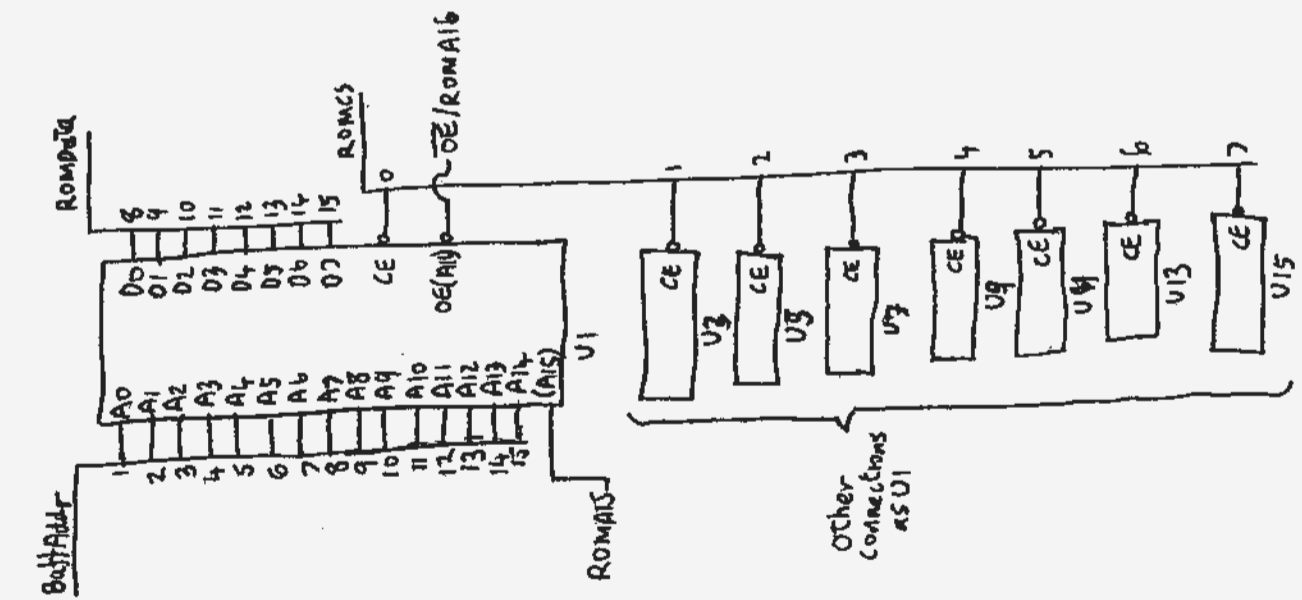 ROMData
8
9
10
11
12
13
14
15
D0
D1
D2
D3
D4
D5
D6
D7
ROMCS
0
CE
OE/ROMA16
OE(A14)
U1
A0
A1
A2
A3
A4
A5
A6
A7
A8
A9
A10
A11
A12
A13
A14
(A15)
1
2
3
4
5
6
7
8
9
10
11
12
13
14
15
BuffAddr
ROMA15
1
2
3
4
5
6
7
CE
U3
CE
U5
CE
U7
CE
U9
CE
CE
U13
CE
U15
Other
connections
as U1